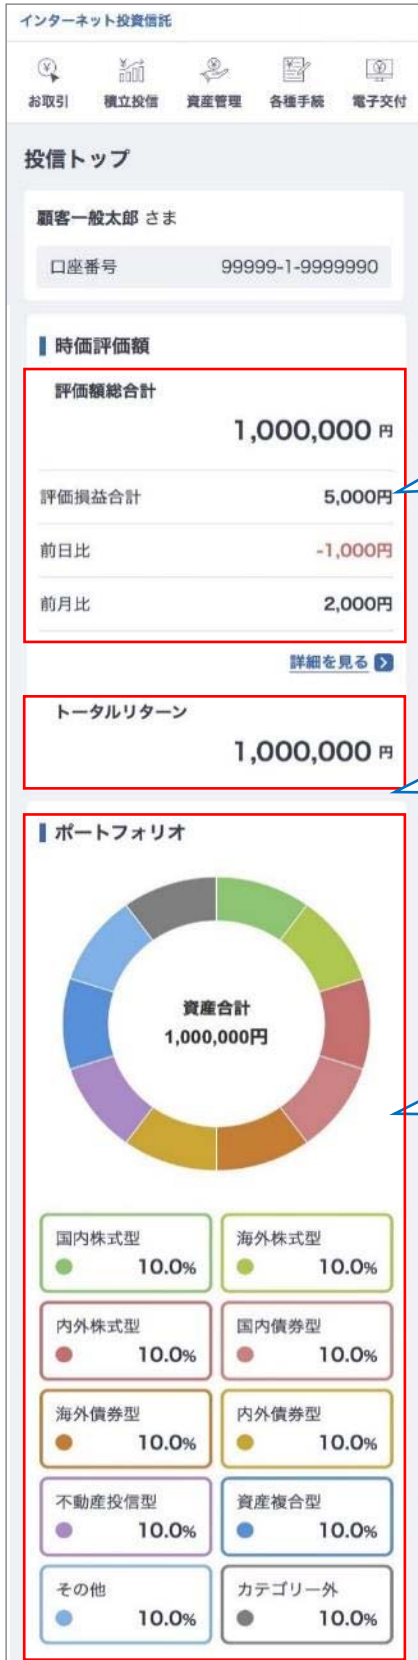 インターネット投資信託
お取引 積立投信 資産管理 各種手続 電子交付
投信トップ
顧客一般太郎 さま
口座番号 99999-1-9999990
時価評価額
評価額総合計
1,000,000 円
評価損益合計 5,000円
前日比 -1,000円
前月比 2,000円
詳細を見る
トータルリターン
1,000,000 円
ポートフォリオ
資産合計
1,000,000円
国内株式型 海外株式型
10.0% 10.0%
内外株式型 国内債券型
10.0% 10.0%
海外債券型 内外債券型
10.0% 10.0%
不動産投信型 資産複合型
10.0% 10.0%
その他 カテゴリー外
10.0% 10.0%